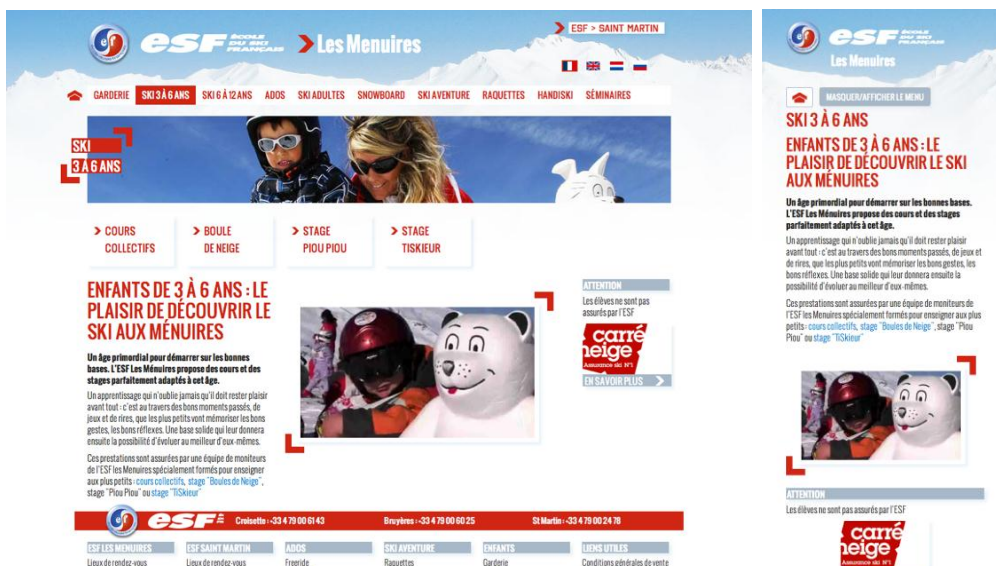 ESF > SAINT MARTIN
esf ÉCOLE DU SKI FRANÇAIS
Les Menuires
GARDERIE SKI 3 À 6 ANS SKI 6 À 12 ANS ADOS SKI ADULTES SNOWBOARD SKI AVENTURE RAQUETTES HANDISKI SÉMINAIRES
SKI
3 À 6 ANS
COURS COLLECTIFS
BOULE DE NEIGE
STAGE PIOU PIOU
STAGE TISKIEUR
ENFANTS DE 3 À 6 ANS : LE
PLAISIR DE DÉCOUVRIR LE
SKI AUX MÉNUIRES
Un âge primordial pour démarrer sur les bonnes
bases. L'ESF Les Ménuires propose des cours et des
stages parfaitement adaptés à cet âge.
Un apprentissage qui n'oublie jamais qu'il doit rester plaisir
avant tout : c'est au travers des bons moments passés, de
jeux et de rires, que les plus petits vont mémoriser les bons
gestes, les bons réflexes. Une base solide qui leur donnera
ensuite la possibilité d'évoluer au meilleur d'eux-mêmes.
Ces prestations sont assurées par une équipe de moniteurs
de l'ESF les Menuires spécialement formés pour enseigner
aux plus petits : cours collectifs, stage "Boules de Neige",
stage "Piou Piou" ou stage "TiSkieur"
ATTENTION
Les élèves ne sont pas
assurés par l'ESF
carré
neige
Assurance ski N°1
EN SAVOIR PLUS
esf
Croisette : +33 4 79 00 61 43 Bruyères : +33 4 79 00 60 25 St Martin : +33 4 79 00 24 78
ESF LES MENUIRES ESF SAINT MARTIN ADOS SKI AVENTURE ENFANTS LIENS UTILES
Lieux de rendez-vous Lieux de rendez-vous Freeride Raquettes Garderie Conditions générales de vente
esf ÉCOLE DU SKI FRANÇAIS
Les Menuires
MASQUER/AFFICHER LE MENU
SKI 3 À 6 ANS
ENFANTS DE 3 À 6 ANS : LE
PLAISIR DE DÉCOUVRIR LE SKI
AUX MÉNUIRES
Un âge primordial pour démarrer sur les bonnes bases.
L'ESF Les Ménuires propose des cours et des stages
parfaitement adaptés à cet âge.
Un apprentissage qui n'oublie jamais qu'il doit rester plaisir
avant tout : c'est au travers des bons moments passés, de jeux et
de rires, que les plus petits vont mémoriser les bons gestes, les
bons réflexes. Une base solide qui leur donnera ensuite la
possibilité d'évoluer au meilleur d'eux-mêmes.
Ces prestations sont assurées par une équipe de moniteurs de
l'ESF les Menuires spécialement formés pour enseigner aux plus
petits : cours collectifs, stage "Boules de Neige", stage "Piou
Piou" ou stage "TiSkieur"
ATTENTION
Les élèves ne sont pas assurés par l'ESF
carré
neige
Assurance ski N°1